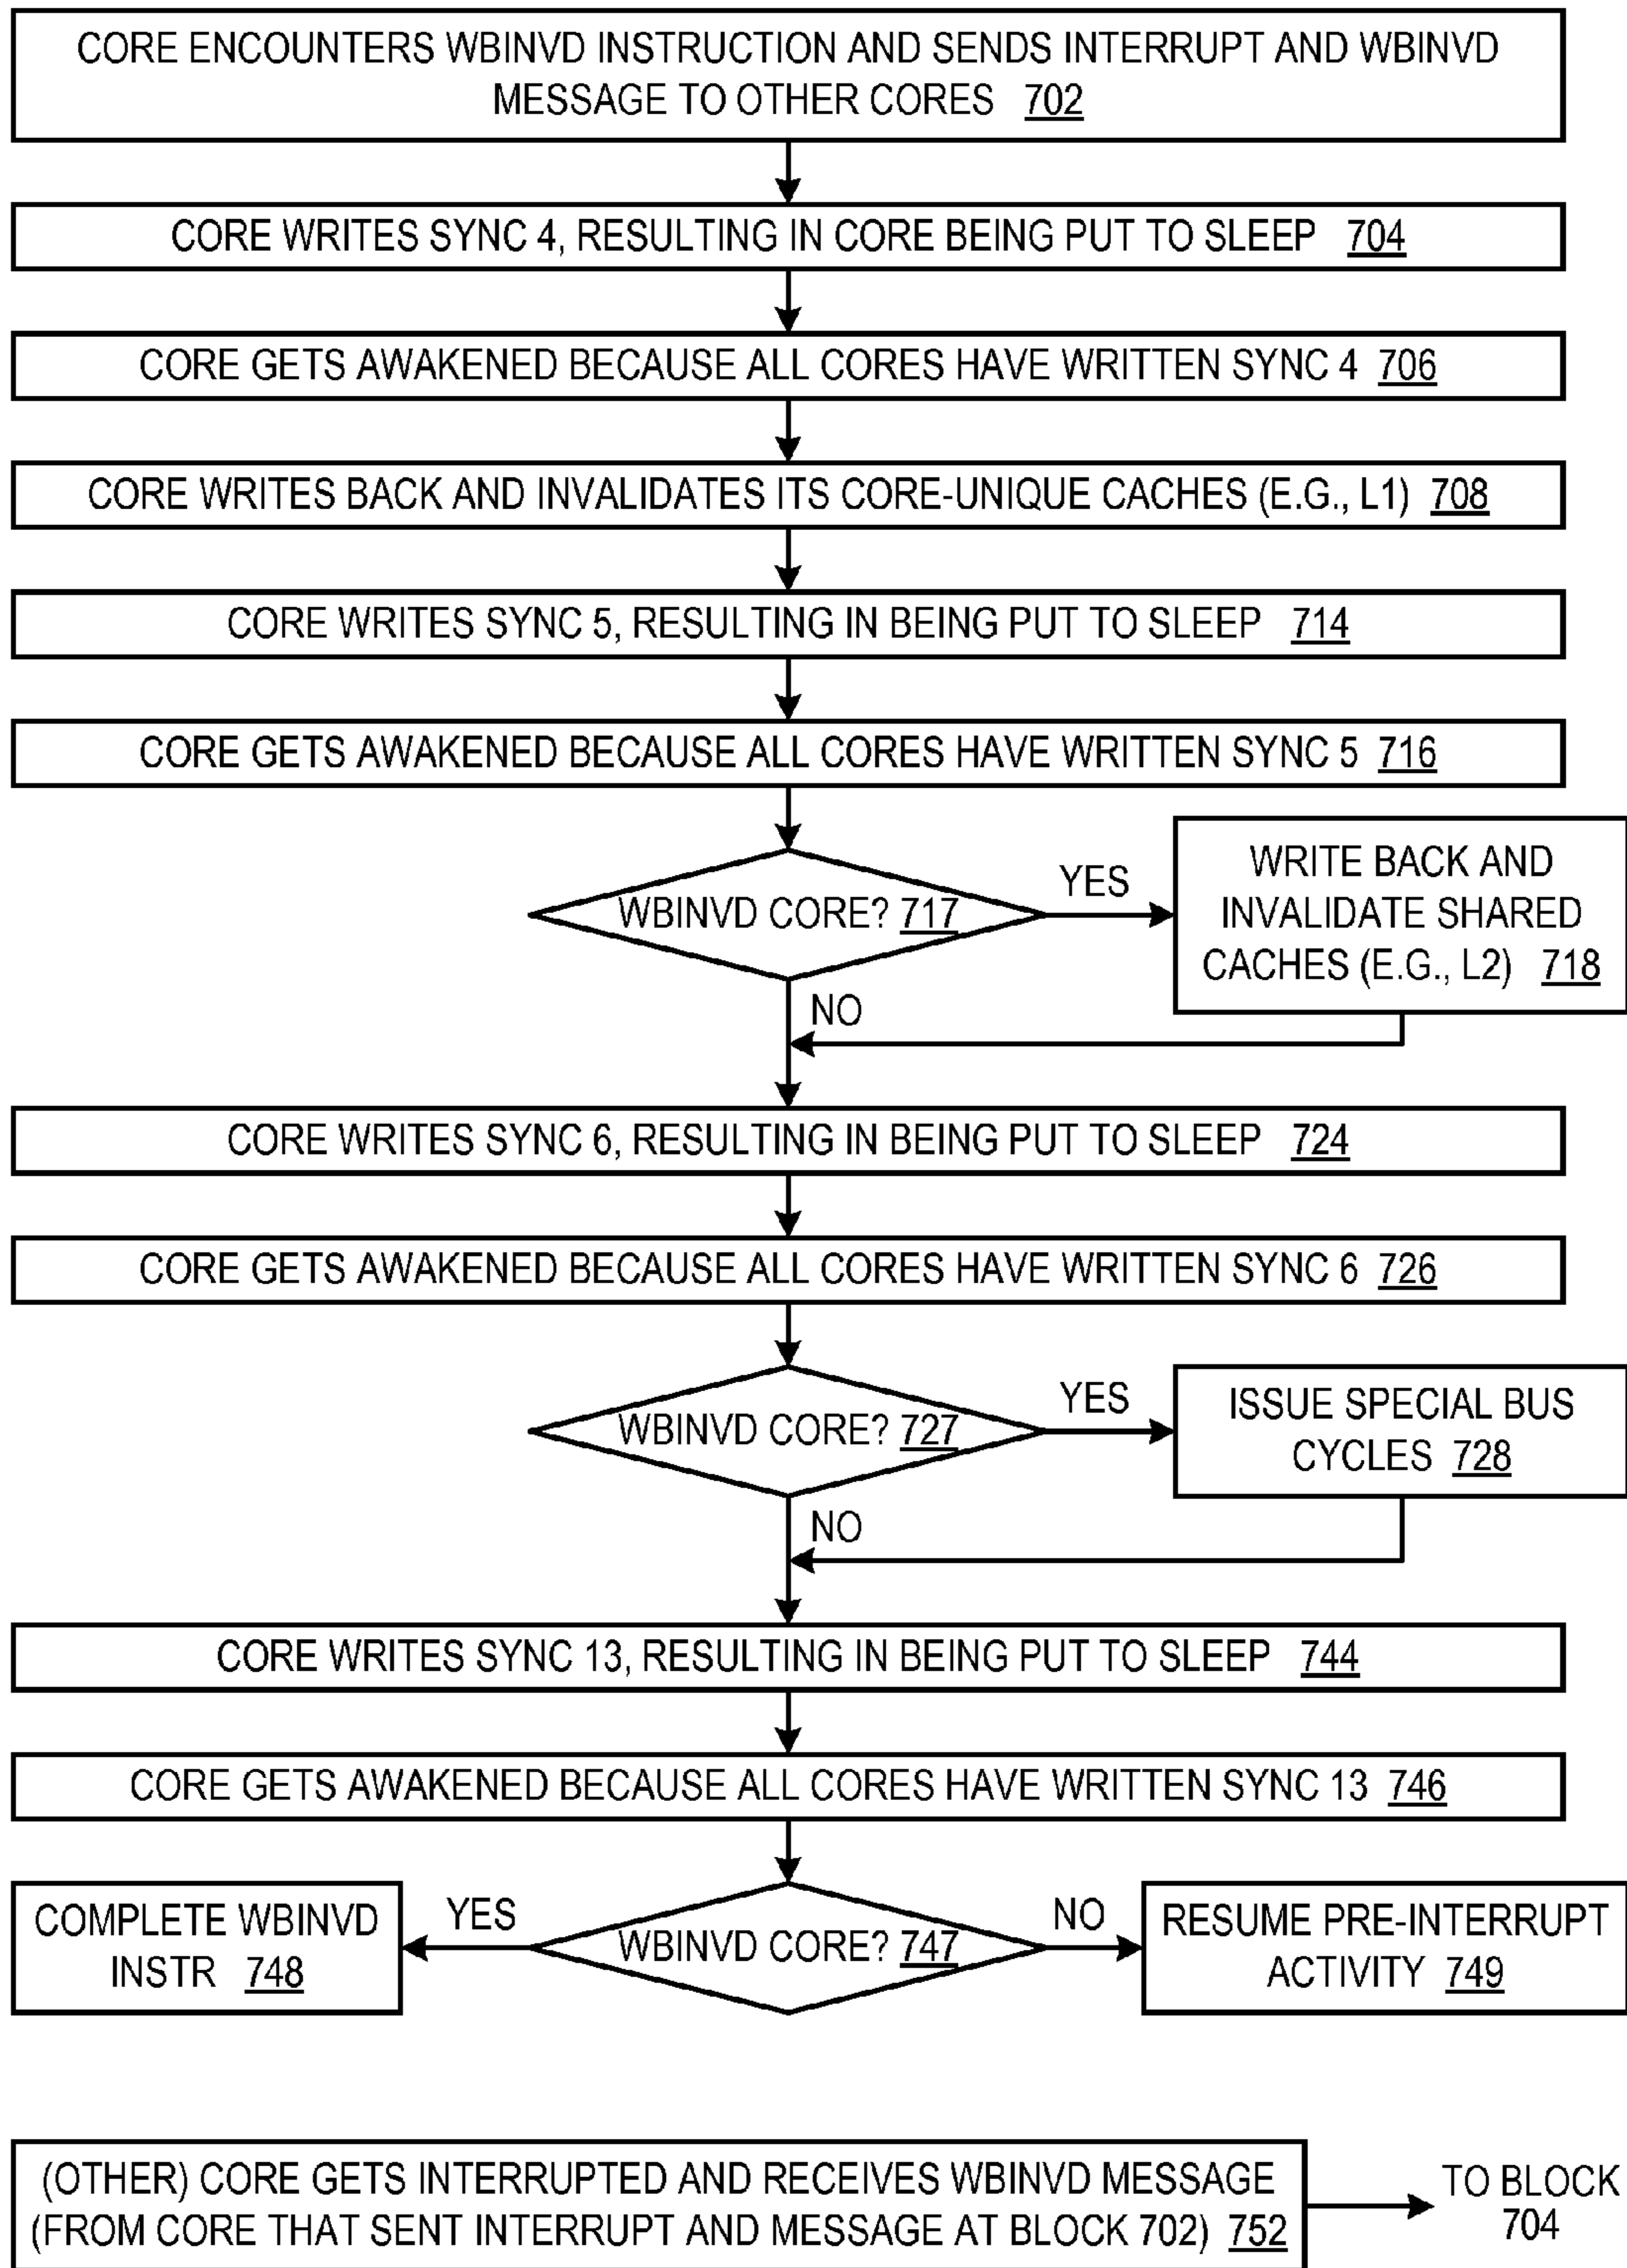 CORE ENCOUNTERS WBINVD INSTRUCTION AND SENDS INTERRUPT AND WBINVD
MESSAGE TO OTHER CORES 702
CORE WRITES SYNC 4, RESULTING IN CORE BEING PUT TO SLEEP 704
CORE GETS AWAKENED BECAUSE ALL CORES HAVE WRITTEN SYNC 4 706
CORE WRITES BACK AND INVALIDATES ITS CORE-UNIQUE CACHES (E.G., L1) 708
CORE WRITES SYNC 5, RESULTING IN BEING PUT TO SLEEP 714
CORE GETS AWAKENED BECAUSE ALL CORES HAVE WRITTEN SYNC 5 716
WBINVD CORE? 717
YES
WRITE BACK AND
INVALIDATE SHARED
CACHES (E.G., L2) 718
NO
CORE WRITES SYNC 6, RESULTING IN BEING PUT TO SLEEP 724
CORE GETS AWAKENED BECAUSE ALL CORES HAVE WRITTEN SYNC 6 726
WBINVD CORE? 727
YES
ISSUE SPECIAL BUS
CYCLES 728
NO
CORE WRITES SYNC 13, RESULTING IN BEING PUT TO SLEEP 744
CORE GETS AWAKENED BECAUSE ALL CORES HAVE WRITTEN SYNC 13 746
COMPLETE WBINVD
INSTR 748
YES
WBINVD CORE? 747
NO
RESUME PRE-INTERRUPT
ACTIVITY 749
(OTHER) CORE GETS INTERRUPTED AND RECEIVES WBINVD MESSAGE
(FROM CORE THAT SENT INTERRUPT AND MESSAGE AT BLOCK 702) 752
TO BLOCK
704